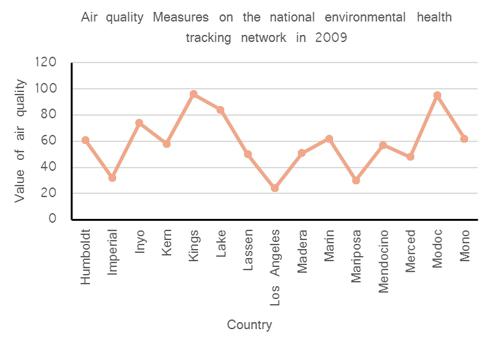 Air quality Measures on the national environmental health
tracking network in 2009
Value of air quality
120
100
80
60
40
20
0
Humboldt
Imperial
Inyo
Kern
Kings
Lake
Lassen
Los Angeles
Madera
Marin
Mariposa
Mendocino
Merced
Modoc
Mono
Country